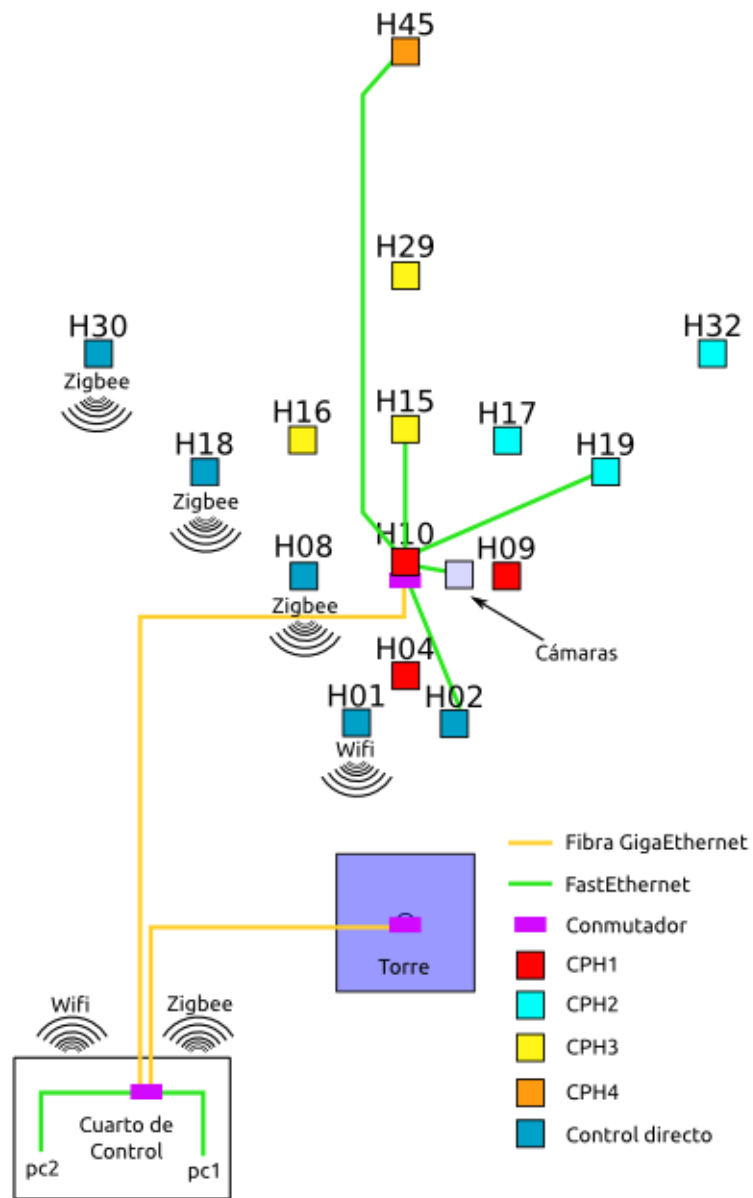 H45
H29
H30
Zigbee
H32
H16
H15
H17
H18
Zigbee
H19
H10
H08
Zigbee
H09
Cámaras
H04
H01
Wifi
H02
Fibra GigaEthernet
FastEthernet
Conmutador
CPH1
CPH2
CPH3
CPH4
Control directo
Torre
Wifi
Zigbee
Cuarto de
Control
pc2
pc1